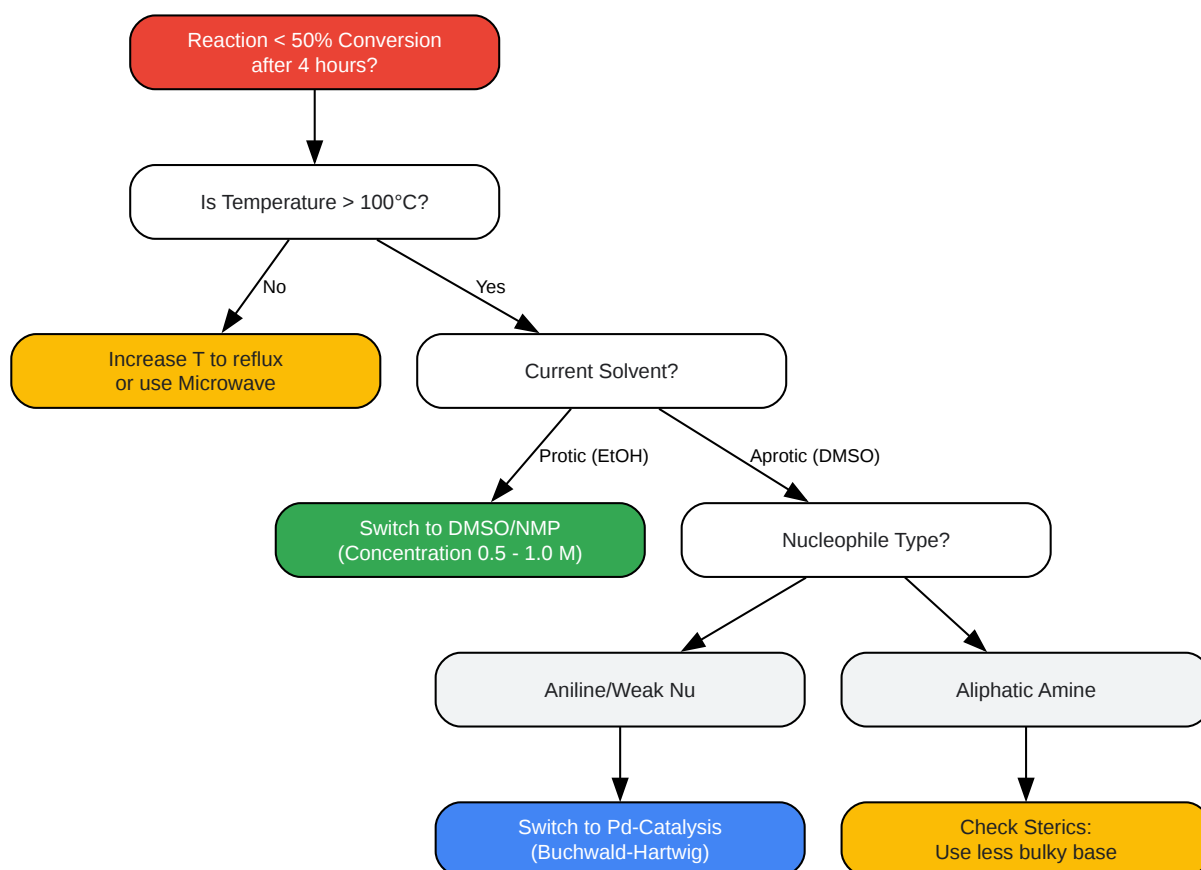 Reaction < 50% Conversion
after 4 hours?
Is Temperature > 100°C?
No
Yes
Increase T to reflux
or use Microwave
Current Solvent?
Protic (EtOH)
Aprotic (DMSO)
Switch to DMSO/NMP
(Concentration 0.5 - 1.0 M)
Nucleophile Type?
Aniline/Weak Nu
Aliphatic Amine
Switch to Pd-Catalysis
(Buchwald-Hartwig)
Check Sterics:
Use less bulky base